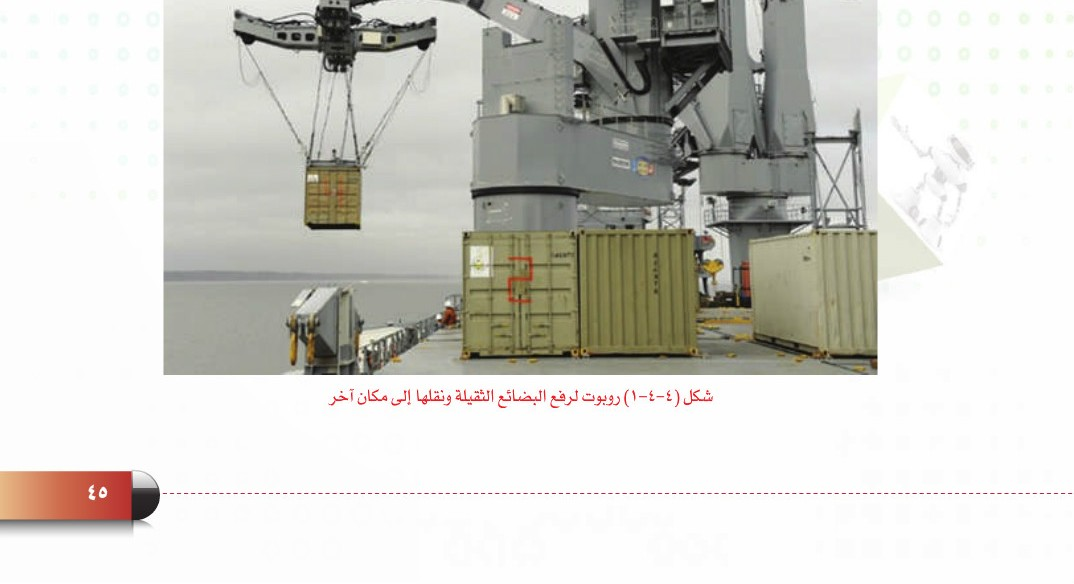 شكل (٤-٤-١) روبوت لرفع البضائع الثقيلة ونقلها إلى مكان آخر
٤٥